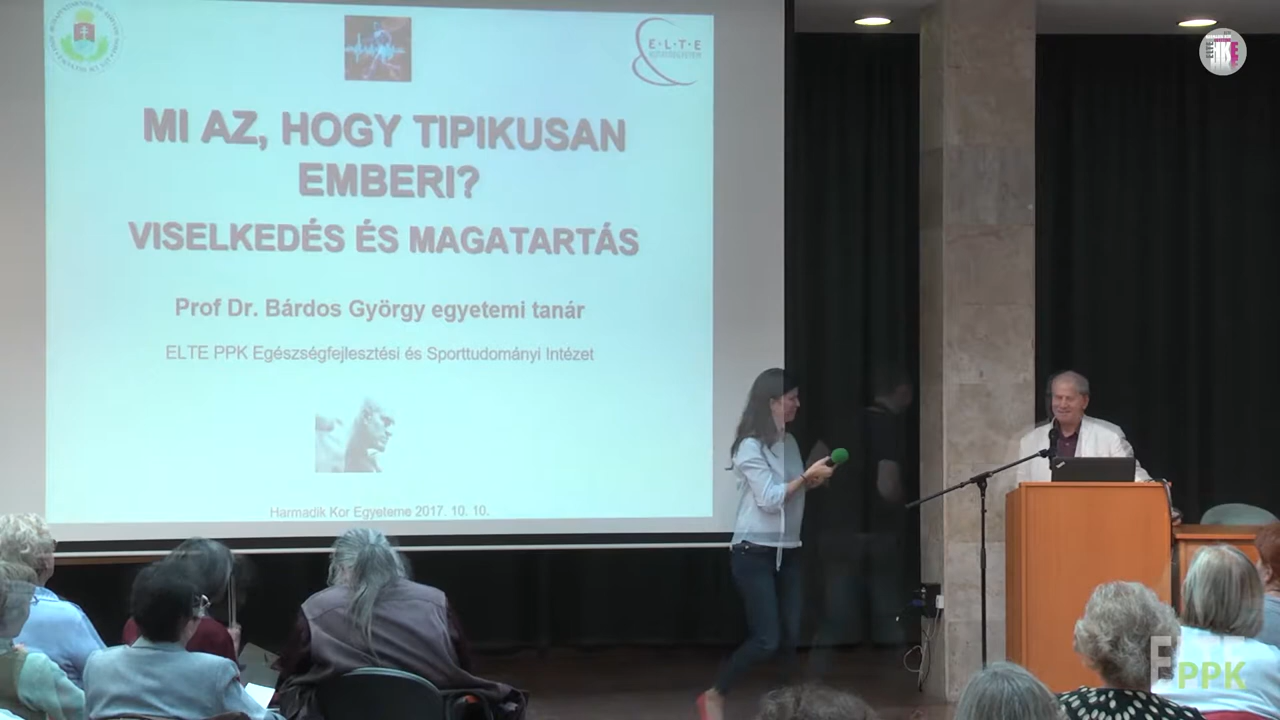 E·L·T·E
MI AZ, HOGY TIPIKUSAN
EMBERI?
VISELKEDÉS ÉS MAGATARTÁS
Prof Dr. Bárdos György egyetemi tanár
ELTE PPK Egészségfejlesztési és Sporttudományi Intézet
Harmadik Kor Egyeteme 2017. 10. 10.
ELTE
PPK